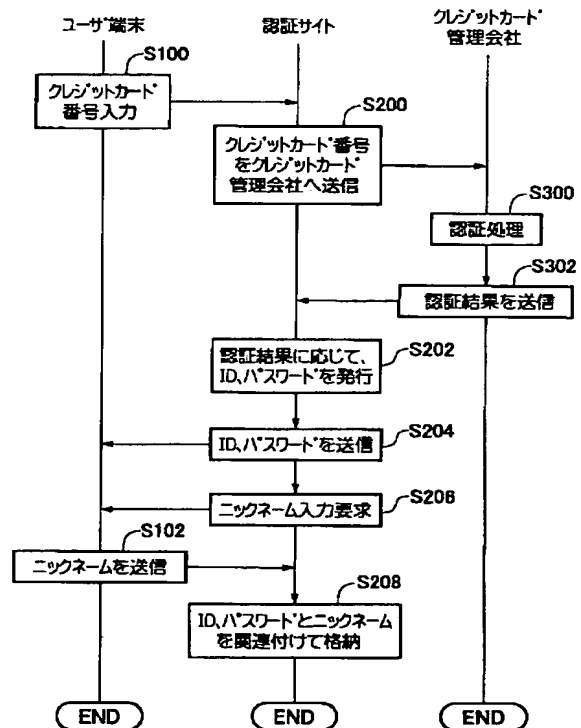 ユーザ端末
認証サイト
クレジットカード
管理会社
S100
クレジットカード
番号入力
S200
クレジットカード番号
をクレジットカード
管理会社へ送信
S300
認証処理
S302
認証結果を送信
S202
認証結果に応じて、
ID、パスワードを発行
S204
ID、パスワードを送信
S206
ニックネーム入力要求
S102
ニックネームを送信
S208
ID、パスワードとニックネーム
を関連付けて格納
END
END
END